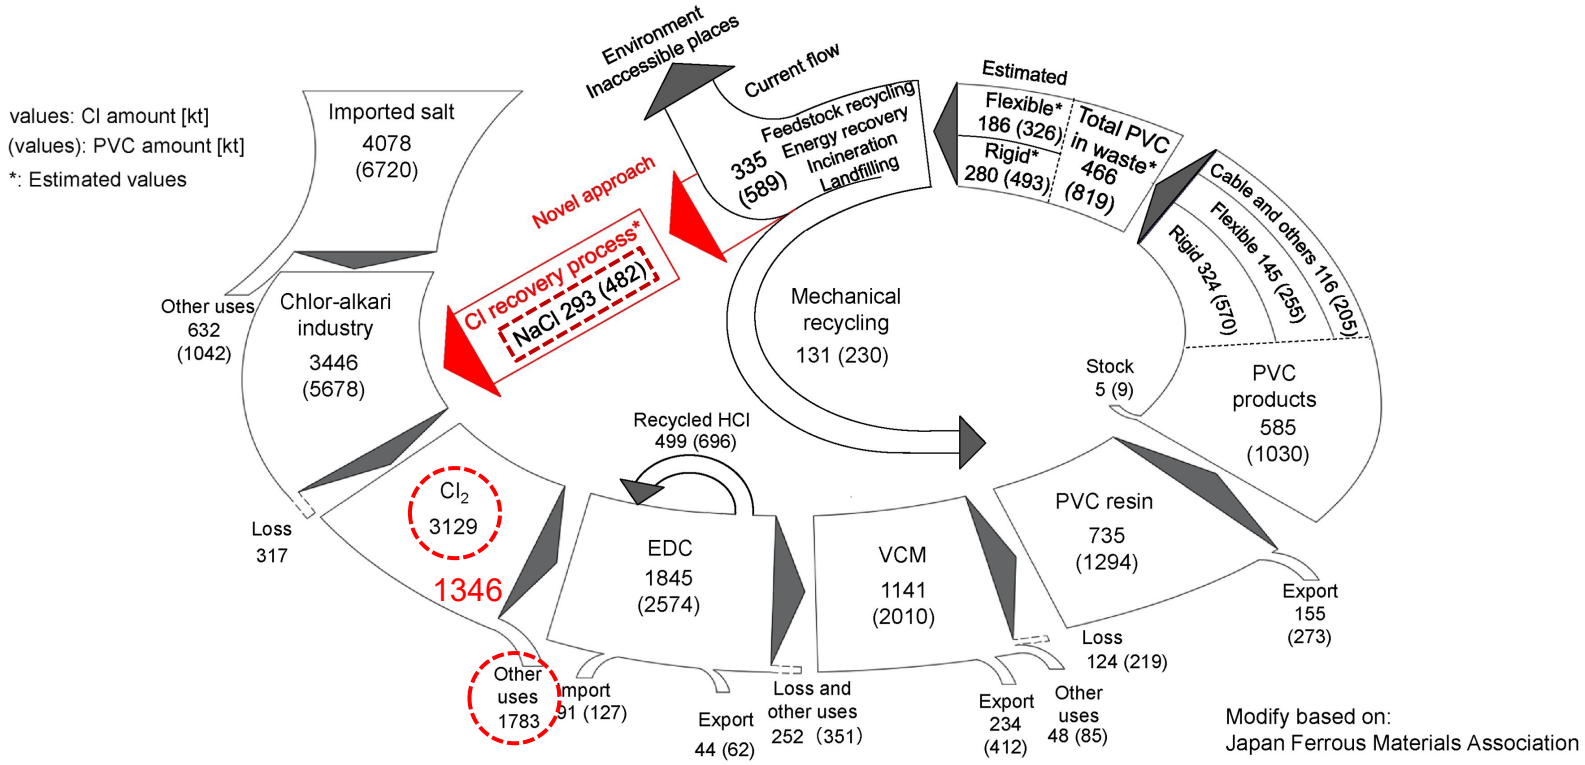 Environment
Inaccessible places
Current flow
Estimated
values: Cl amount [kt]
(values): PVC amount [kt]
*: Estimated values
Imported salt
4078
(6720)
Feedstock recycling
Energy recovery
Incineration
Landfilling
335
(589)
Flexible*
186 (326)
Rigid*
280 (493)
Total PVC
in waste*
466
(819)
Cable and others 116 (205)
Flexible 145 (255)
Rigid 324 (570)
Novel approach
Cl recovery process*
NaCl 293 (482)
Other uses
632
(1042)
Chlor-alkari
industry
3446
(5678)
Mechanical
recycling
131 (230)
Stock
5 (9)
PVC
products
585
(1030)
Recycled HCl
499 (696)
Loss
317
Cl₂
3129
1346
EDC
1845
(2574)
VCM
1141
(2010)
PVC resin
735
(1294)
Export
155
(273)
Other
uses
1783
Import
91 (127)
Export
44 (62)
Loss and
other uses
252 (351)
Export
234
(412)
Other
uses
48 (85)
Loss
124 (219)
Modify based on:
Japan Ferrous Materials Association